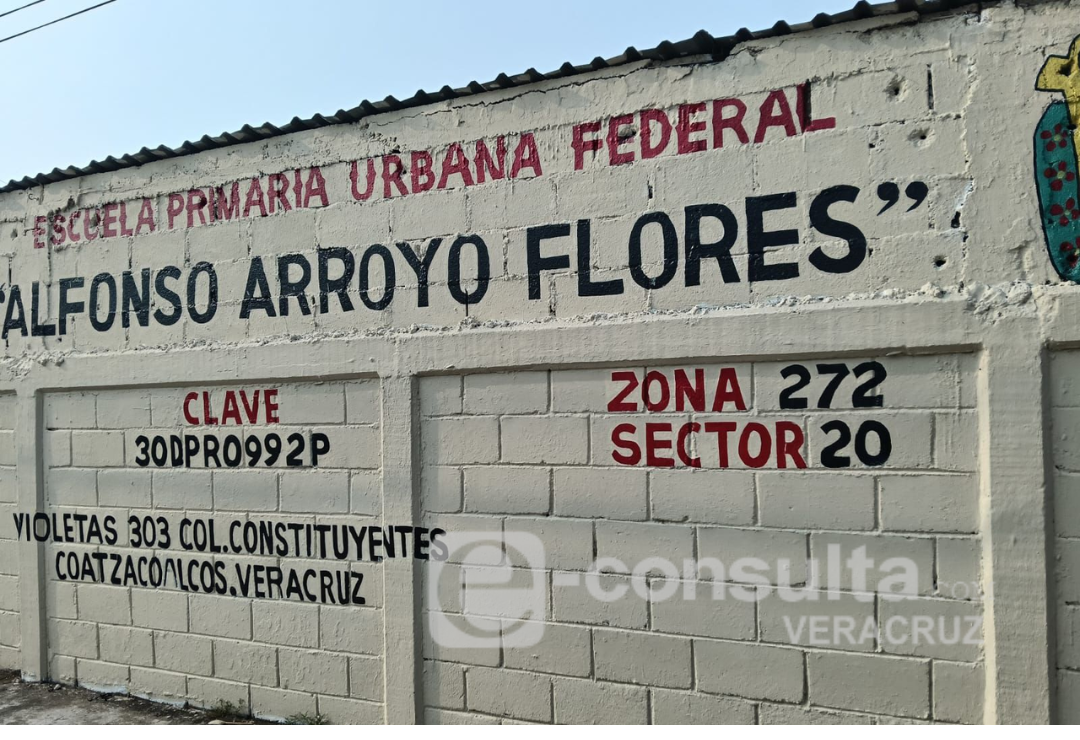 ESCUELA PRIMARIA URBANA FEDERAL
"ALFONSO ARROYO FLORES"
CLAVE
30DPR0992P
ZONA 272
SECTOR 20
VIOLETAS 303 COL.CONSTITUYENTES
COATZACOALCOS.VERACRUZ
e-consulta.com
VERACRUZ